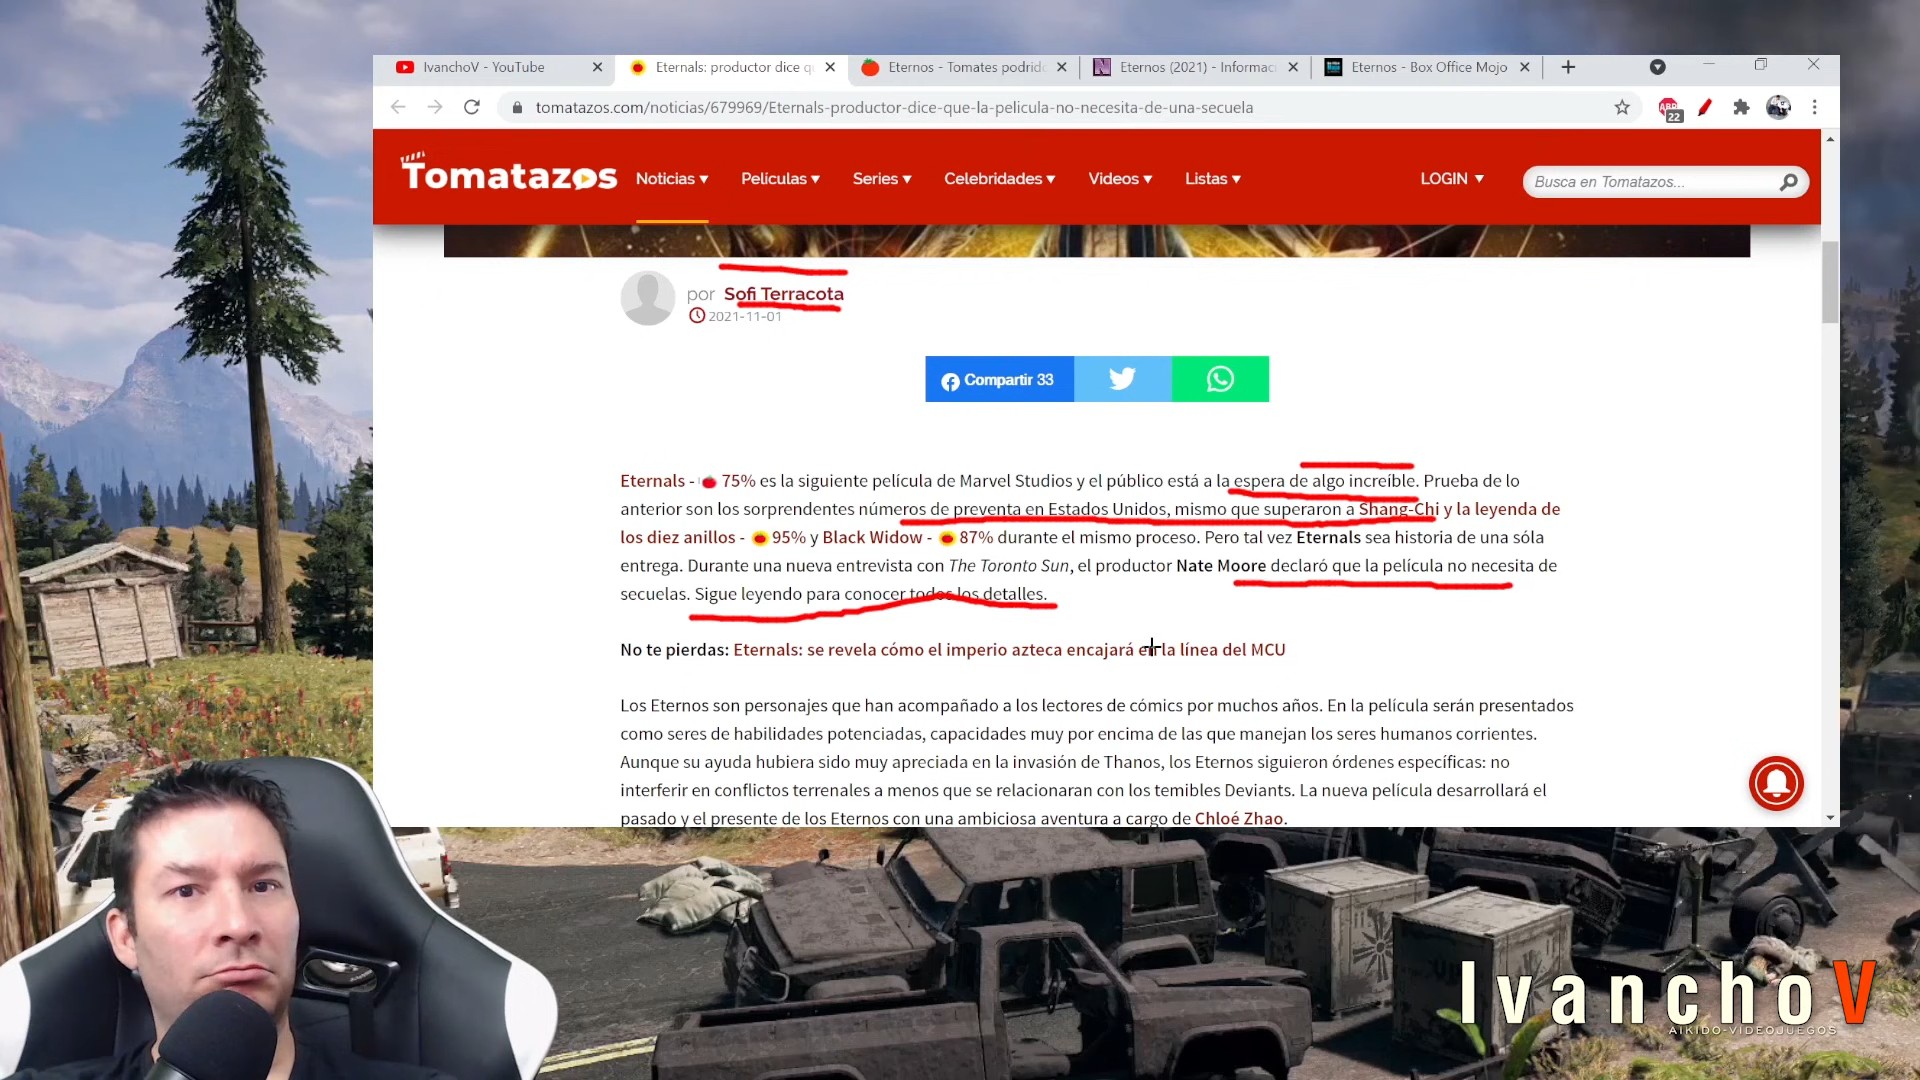 IvanchoV - YouTube
Eternals: productor dice qu
Eternos - Tomates podrido
Eternos (2021) - Informac
Eternos - Box Office Mojo
tomatazos.com/noticias/679969/Eternals-productor-dice-que-la-pelicula-no-necesita-de-una-secuela
ABP
22
Tomatazos
Noticias ▾
Películas ▾
Series ▾
Celebridades ▾
Videos ▾
Listas ▾
LOGIN ▾
Busca en Tomatazos...
por Sofi Terracota
2021-11-01
Compartir 33
Eternals - 75% es la siguiente película de Marvel Studios y el público está a la espera de algo increíble. Prueba de lo
anterior son los sorprendentes números de preventa en Estados Unidos, mismo que superaron a Shang-Chi y la leyenda de
los diez anillos - 95% y Black Widow - 87% durante el mismo proceso. Pero tal vez Eternals sea historia de una sóla
entrega. Durante una nueva entrevista con The Toronto Sun, el productor Nate Moore declaró que la película no necesita de
secuelas. Sigue leyendo para conocer todos los detalles.
No te pierdas: Eternals: se revela cómo el imperio azteca encajará en la línea del MCU
Los Eternos son personajes que han acompañado a los lectores de cómics por muchos años. En la película serán presentados
como seres de habilidades potenciadas, capacidades muy por encima de las que manejan los seres humanos corrientes.
Aunque su ayuda hubiera sido muy apreciada en la invasión de Thanos, los Eternos siguieron órdenes específicas: no
interferir en conflictos terrenales a menos que se relacionaran con los temibles Deviants. La nueva película desarrollará el
pasado y el presente de los Eternos con una ambiciosa aventura a cargo de Chloé Zhao.
IvanchoV
AIKIDO-VIDEOJUEGOS